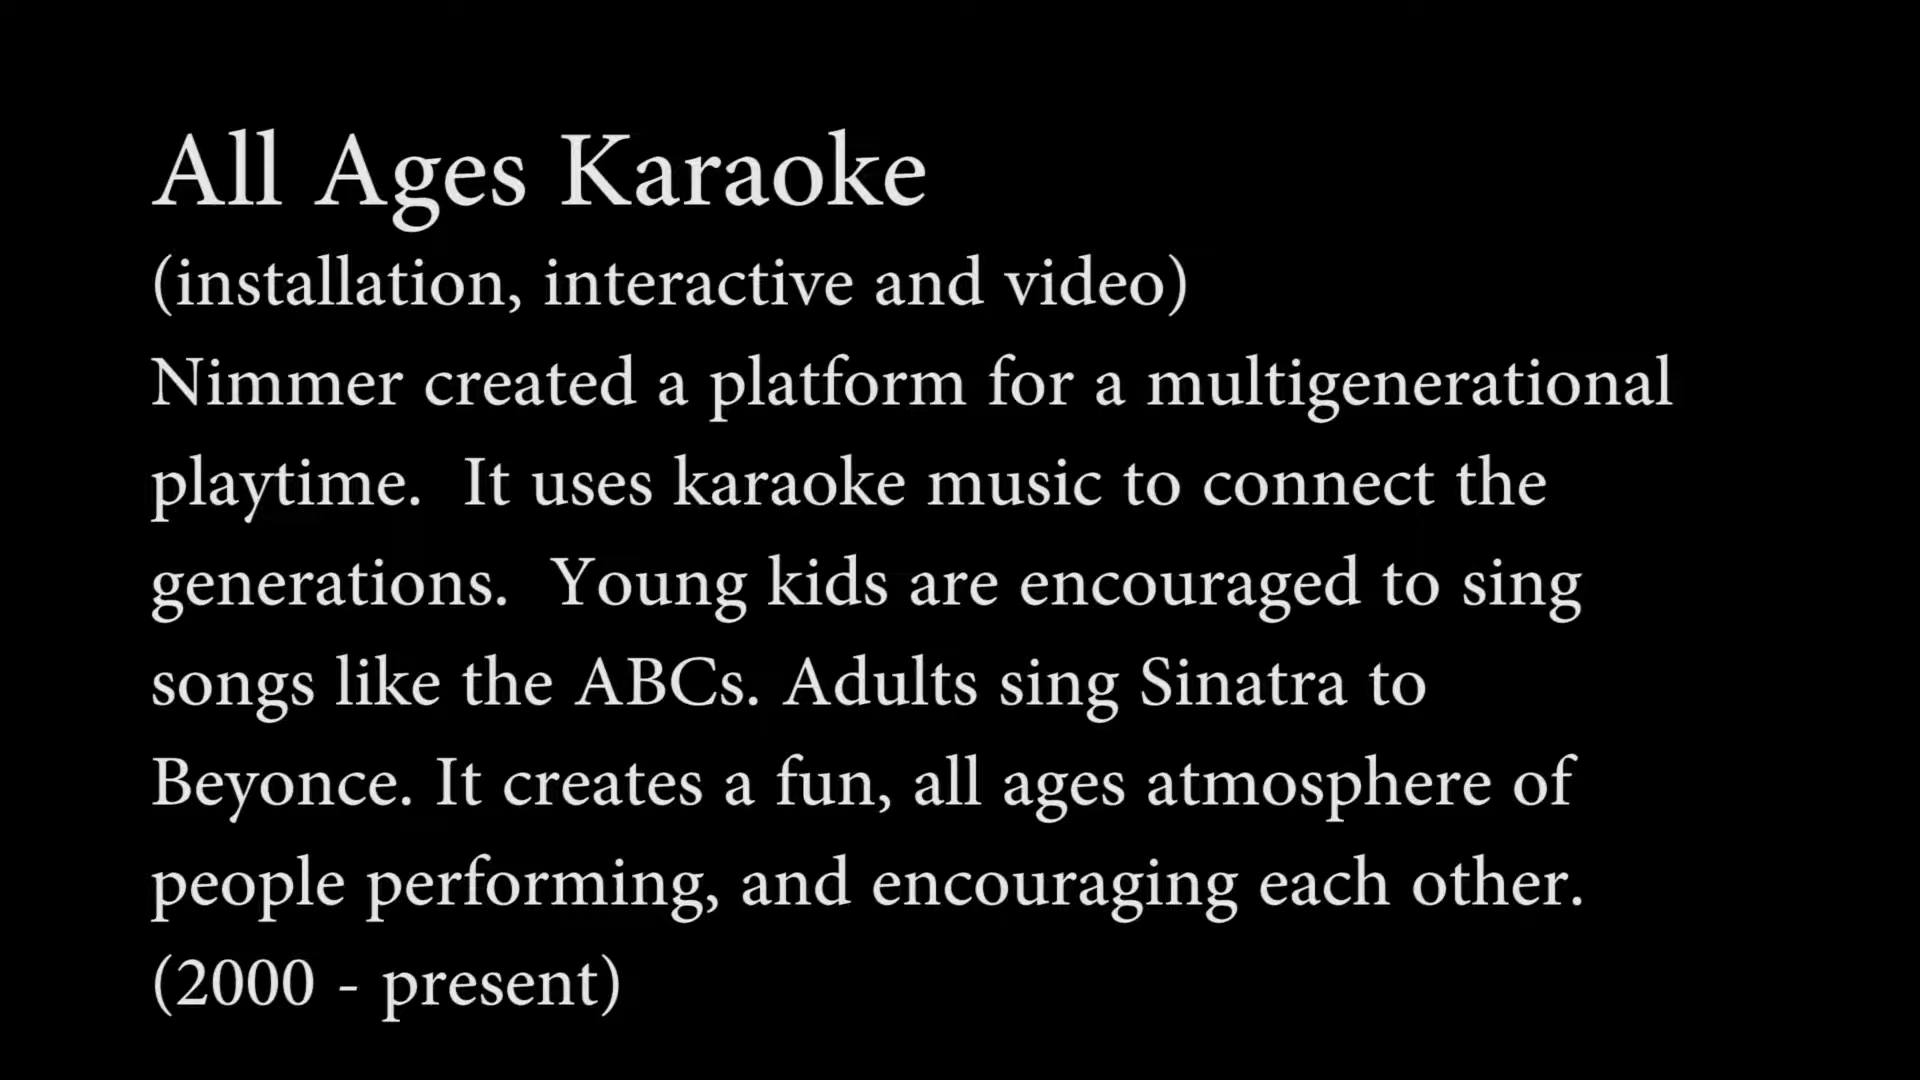 All Ages Karaoke
(installation, interactive and video)
Nimmer created a platform for a multigenerational
playtime.  It uses karaoke music to connect the
generations.  Young kids are encouraged to sing
songs like the ABCs. Adults sing Sinatra to
Beyonce. It creates a fun, all ages atmosphere of
people performing, and encouraging each other.
(2000 - present)